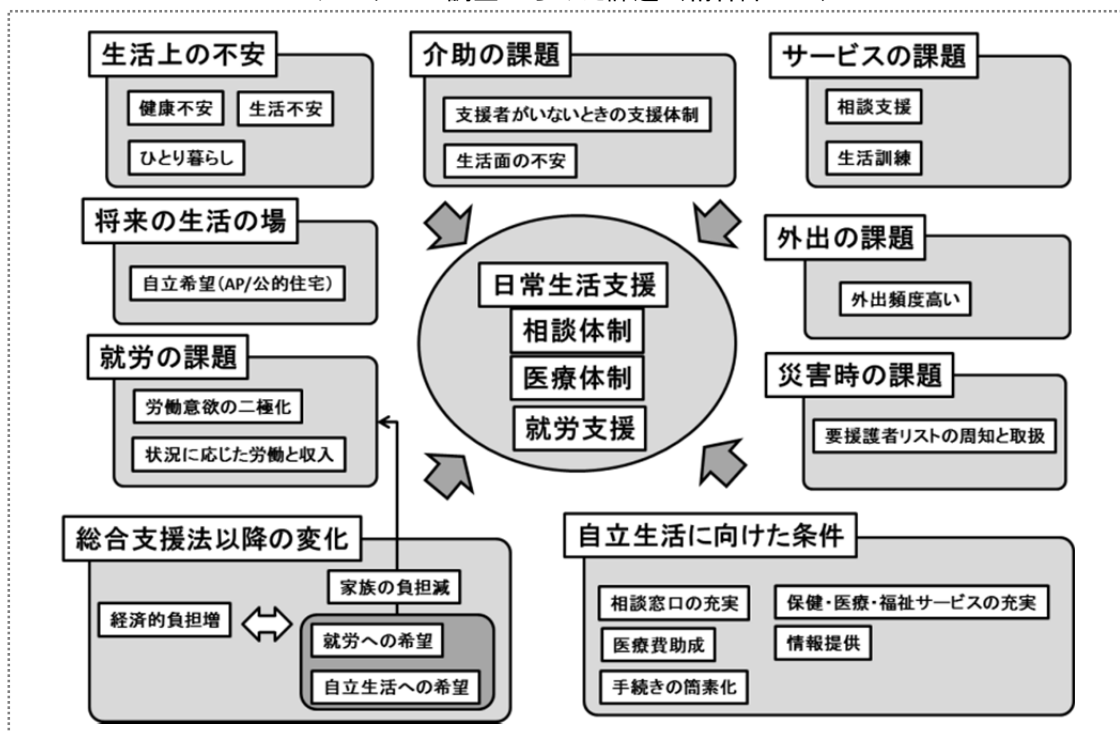 生活上の不安
健康不安
生活不安
ひとり暮らし
介助の課題
支援者がいないときの支援体制
生活面の不安
サービスの課題
相談支援
生活訓練
将来の生活の場
自立希望(AP/公的住宅)
外出の課題
外出頻度高い
日常生活支援
相談体制
医療体制
就労支援
就労の課題
労働意欲の二極化
状況に応じた労働と収入
災害時の課題
要援護者リストの周知と取扱
総合支援法以降の変化
家族の負担減
経済的負担増
就労への希望
自立生活への希望
自立生活に向けた条件
相談窓口の充実
保健・医療・福祉サービスの充実
医療費助成
情報提供
手続きの簡素化